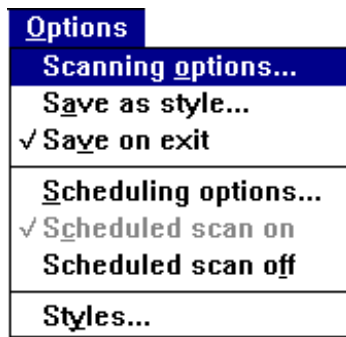 Options
Scanning options...
Save as style...
✓ Save on exit
Scheduling options...
✓ Scheduled scan on
Scheduled scan off
Styles...